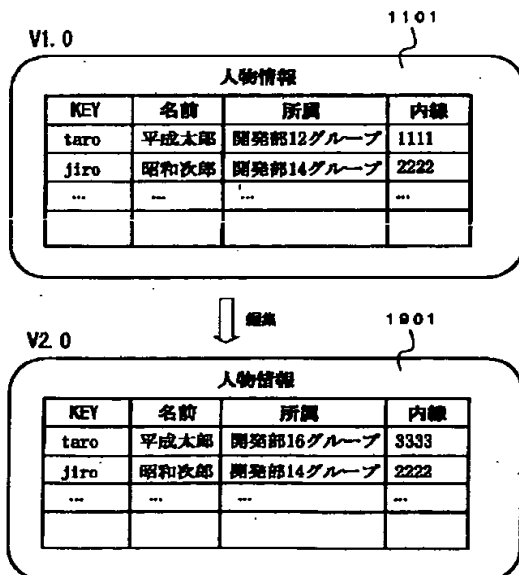 1101
V1.0
人物情報
KEY 名前 所属 内線
taro 平成太郎 開発部12グループ 1111
jiro 昭和次郎 開発部14グループ 2222
… … … …
編集
1901
V2.0
人物情報
KEY 名前 所属 内線
taro 平成太郎 開発部16グループ 3333
jiro 昭和次郎 開発部14グループ 2222
… … … …